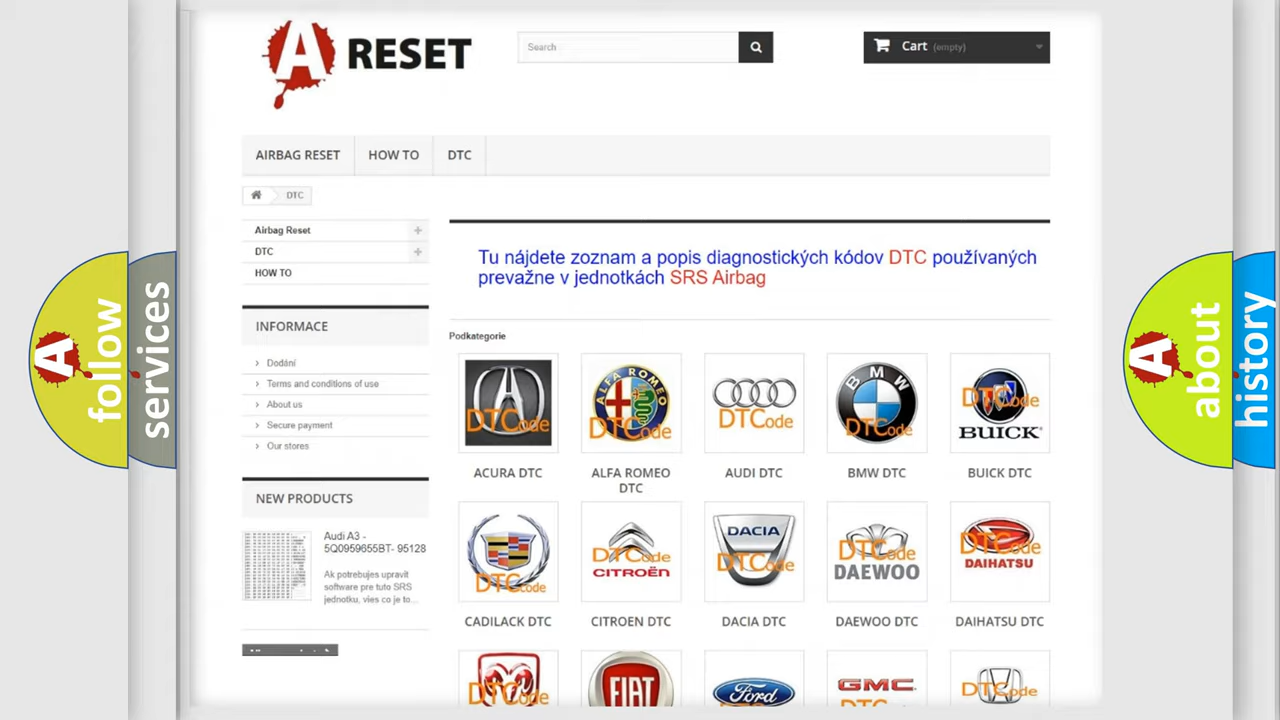 A RESET
Search
Cart (empty)
AIRBAG RESET
HOW TO
DTC
DTC
Airbag Reset
DTC
HOW TO
INFORMACE
Dodání
Terms and conditions of use
About us
Secure payment
Our stores
NEW PRODUCTS
Audi A3 -
5Q0959655BT- 95128
Ak potrebujes upravit
software pre tuto SRS
jednotku, vies co je to...
Tu nájdete zoznam a popis diagnostických kódov DTC používaných
prevažne v jednotkách SRS Airbag
Podkategorie
DTCode
ALFA ROMEO
DTCode
DTCode
BMW
DTCode
DTCode
BUICK
ACURA DTC
ALFA ROMEO
DTC
AUDI DTC
BMW DTC
BUICK DTC
DTCode
DTCode
CITROËN
DACIA
DTCode
DTCode
DAEWOO
DTCode
DAIHATSU
CADILACK DTC
CITROEN DTC
DACIA DTC
DAEWOO DTC
DAIHATSU DTC
DTCode
FIAT
Ford
GMC
DTCode
A follow
services
A about
history